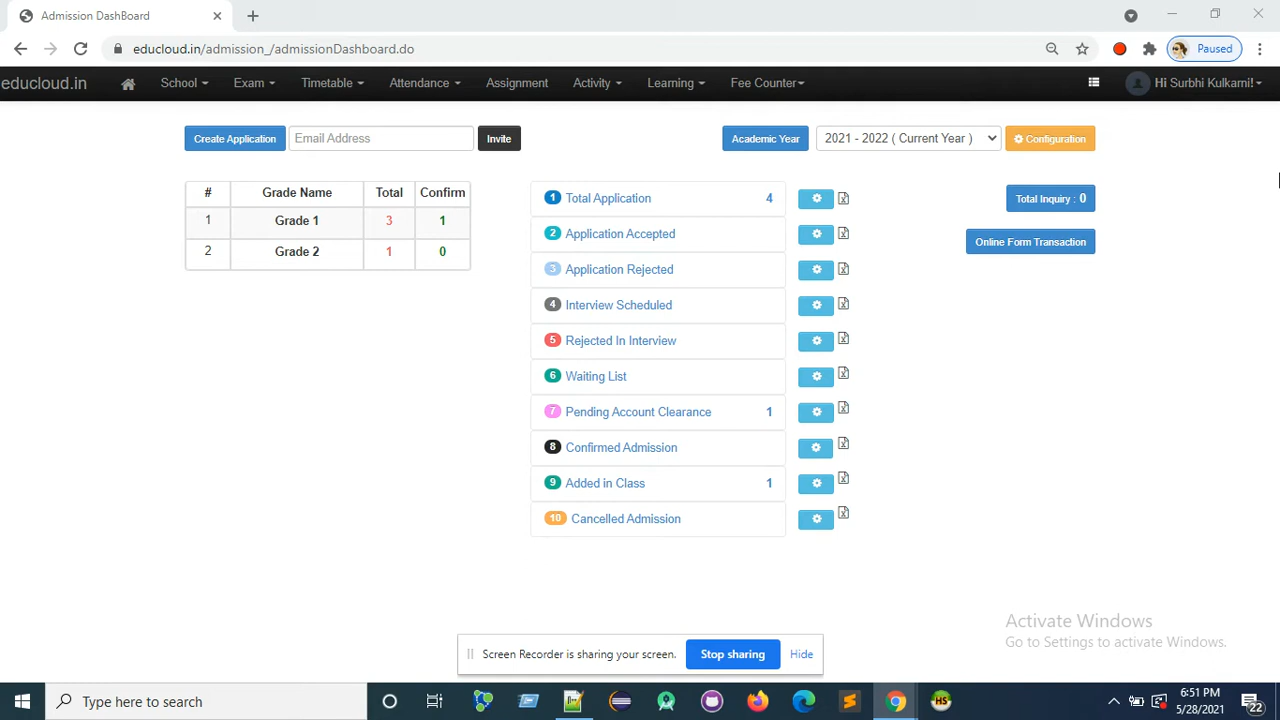 Admission DashBoard
educloud.in/admission_/admissionDashboard.do
Paused
educloud.in School Exam Timetable Attendance Assignment Activity Learning Fee Counter Hi Surbhi Kulkarni!
Create Application Email Address Invite Academic Year 2021 - 2022 ( Current Year ) Configuration
# Grade Name Total Confirm
1 Grade 1 3 1
2 Grade 2 1 0
1 Total Application 4
2 Application Accepted
3 Application Rejected
4 Interview Scheduled
5 Rejected In Interview
6 Waiting List
7 Pending Account Clearance 1
8 Confirmed Admission
9 Added in Class 1
10 Cancelled Admission
Total Inquiry : 0
Online Form Transaction
Activate Windows
Go to Settings to activate Windows.
Screen Recorder is sharing your screen. Stop sharing Hide
Type here to search
HS
6:51 PM
5/28/2021
22